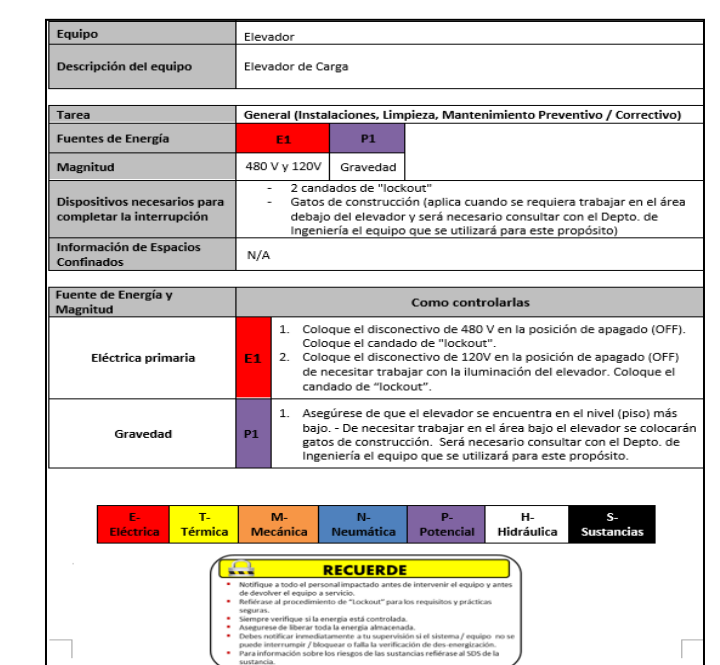 Equipo
Elevador
Descripción del equipo
Elevador de Carga
Tarea
General (Instalaciones, Limpieza, Mantenimiento Preventivo / Correctivo)
Fuentes de Energía
E1
P1
Magnitud
480 V y 120V
Gravedad
Dispositivos necesarios para
completar la interrupción
- 2 candados de "lockout"
- Gatos de construcción (aplica cuando se requiera trabajar en el área
debajo del elevador y será necesario consultar con el Depto. de
Ingeniería el equipo que se utilizará para este propósito)
Información de Espacios
Confinados
N/A
Fuente de Energía y
Magnitud
Como controlarlas
Eléctrica primaria
E1
1. Coloque el disconectivo de 480 V en la posición de apagado (OFF).
Coloque el candado de "lockout".
2. Coloque el disconectivo de 120V en la posición de apagado (OFF)
de necesitar trabajar con la iluminación del elevador. Coloque el
candado de “lockout”.
Gravedad
P1
1. Asegúrese de que el elevador se encuentra en el nivel (piso) más
bajo. - De necesitar trabajar en el área bajo el elevador se colocarán
gatos de construcción. Será necesario consultar con el Depto. de
Ingeniería el equipo que se utilizará para este propósito.
E-
Eléctrica
T-
Térmica
M-
Mecánica
N-
Neumática
P-
Potencial
H-
Hidráulica
S-
Sustancias
RECUERDE
• Notifique a todo el personal impactado antes de intervenir el equipo y antes
de devolver el equipo a servicio.
• Refiérase al procedimiento de "Lockout" para los requisitos y prácticas
seguras.
• Siempre verifique si la energía está controlada.
• Asegurese de liberar toda la energía almacenada.
• Debes notificar inmediatamente a tu supervisión si el sistema / equipo no se
puede interrumpir / bloquear o falla la verificación de des-energización.
• Para información sobre los riesgos de las sustancias refiérase al SDS de la
sustancia.